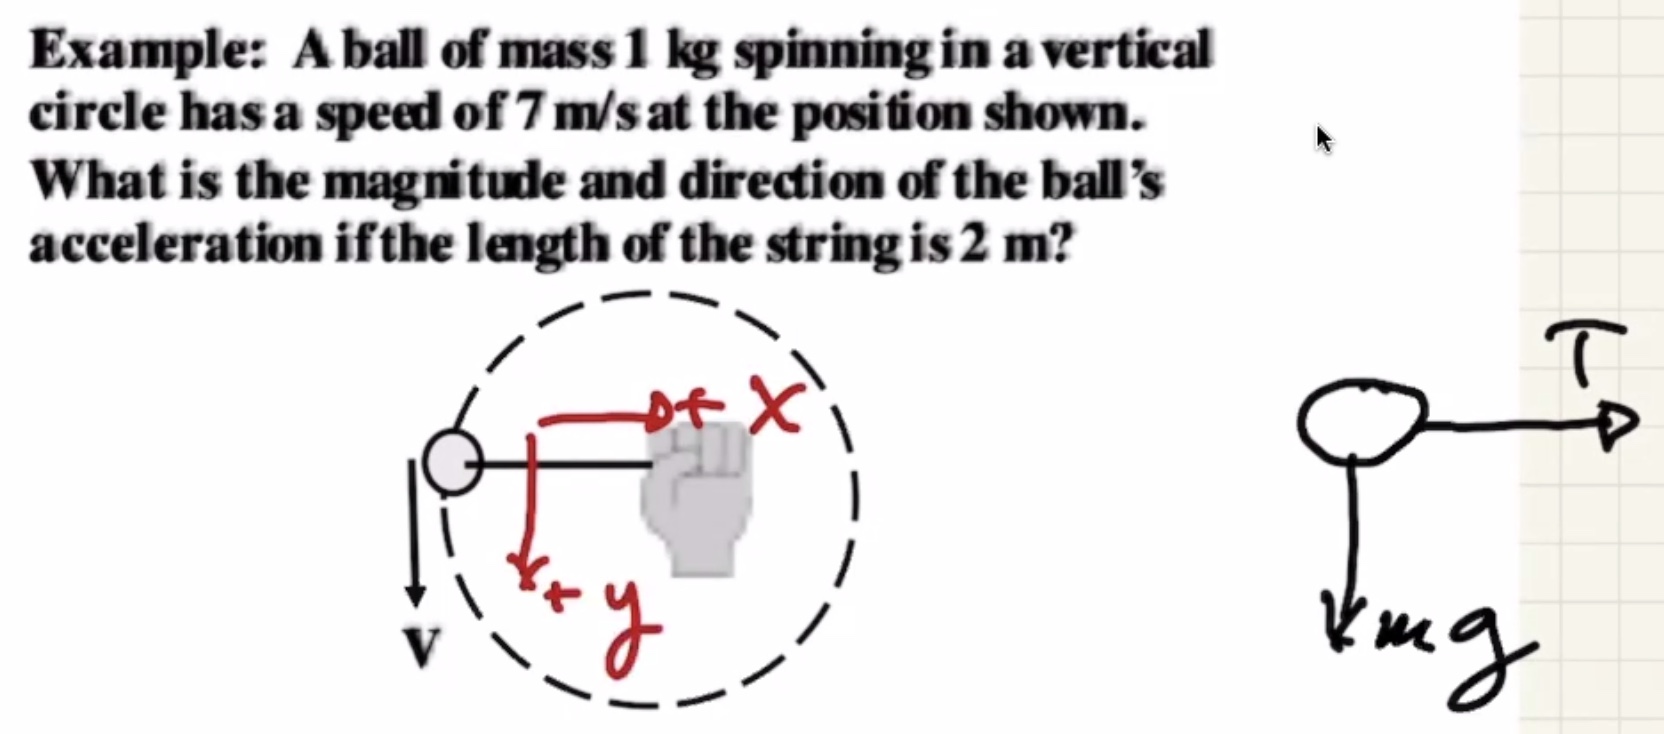 Example: A ball of mass 1 kg spinning in a vertical
circle has a speed of 7 m/s at the position shown.
What is the magnitude and direction of the ball's
acceleration if the length of the string is 2 m?
+ x
+ y
v
T
mg